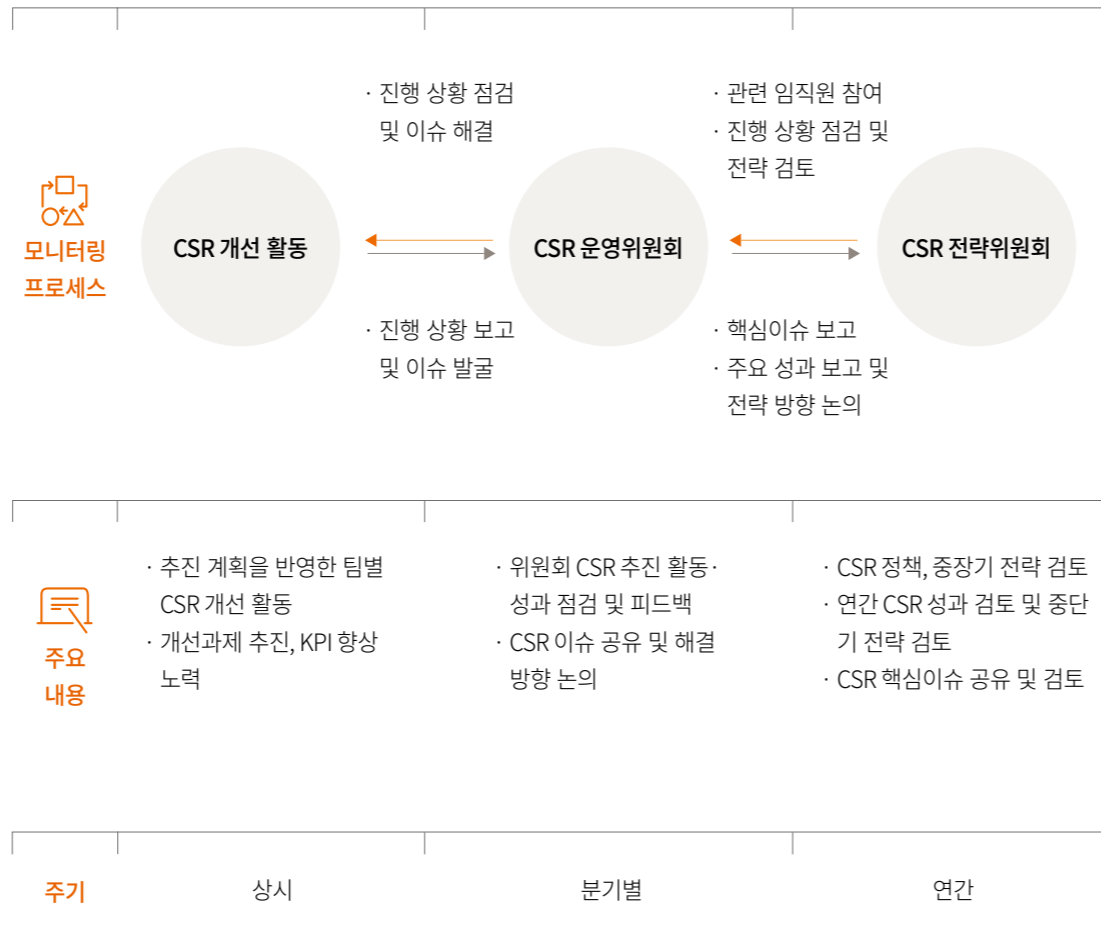 · 진행 상황 점검
및 이슈 해결
· 관련 임직원 참여
· 진행 상황 점검 및
전략 검토
모니터링
프로세스
CSR 개선 활동
CSR 운영위원회
CSR 전략위원회
· 진행 상황 보고
및 이슈 발굴
· 핵심이슈 보고
· 주요 성과 보고 및
전략 방향 논의
주요
내용
· 추진 계획을 반영한 팀별
CSR 개선 활동
· 개선과제 추진, KPI 향상
노력
· 위원회 CSR 추진 활동·
성과 점검 및 피드백
· CSR 이슈 공유 및 해결
방향 논의
· CSR 정책, 중장기 전략 검토
· 연간 CSR 성과 검토 및 중단
기 전략 검토
· CSR 핵심이슈 공유 및 검토
주기
상시
분기별
연간